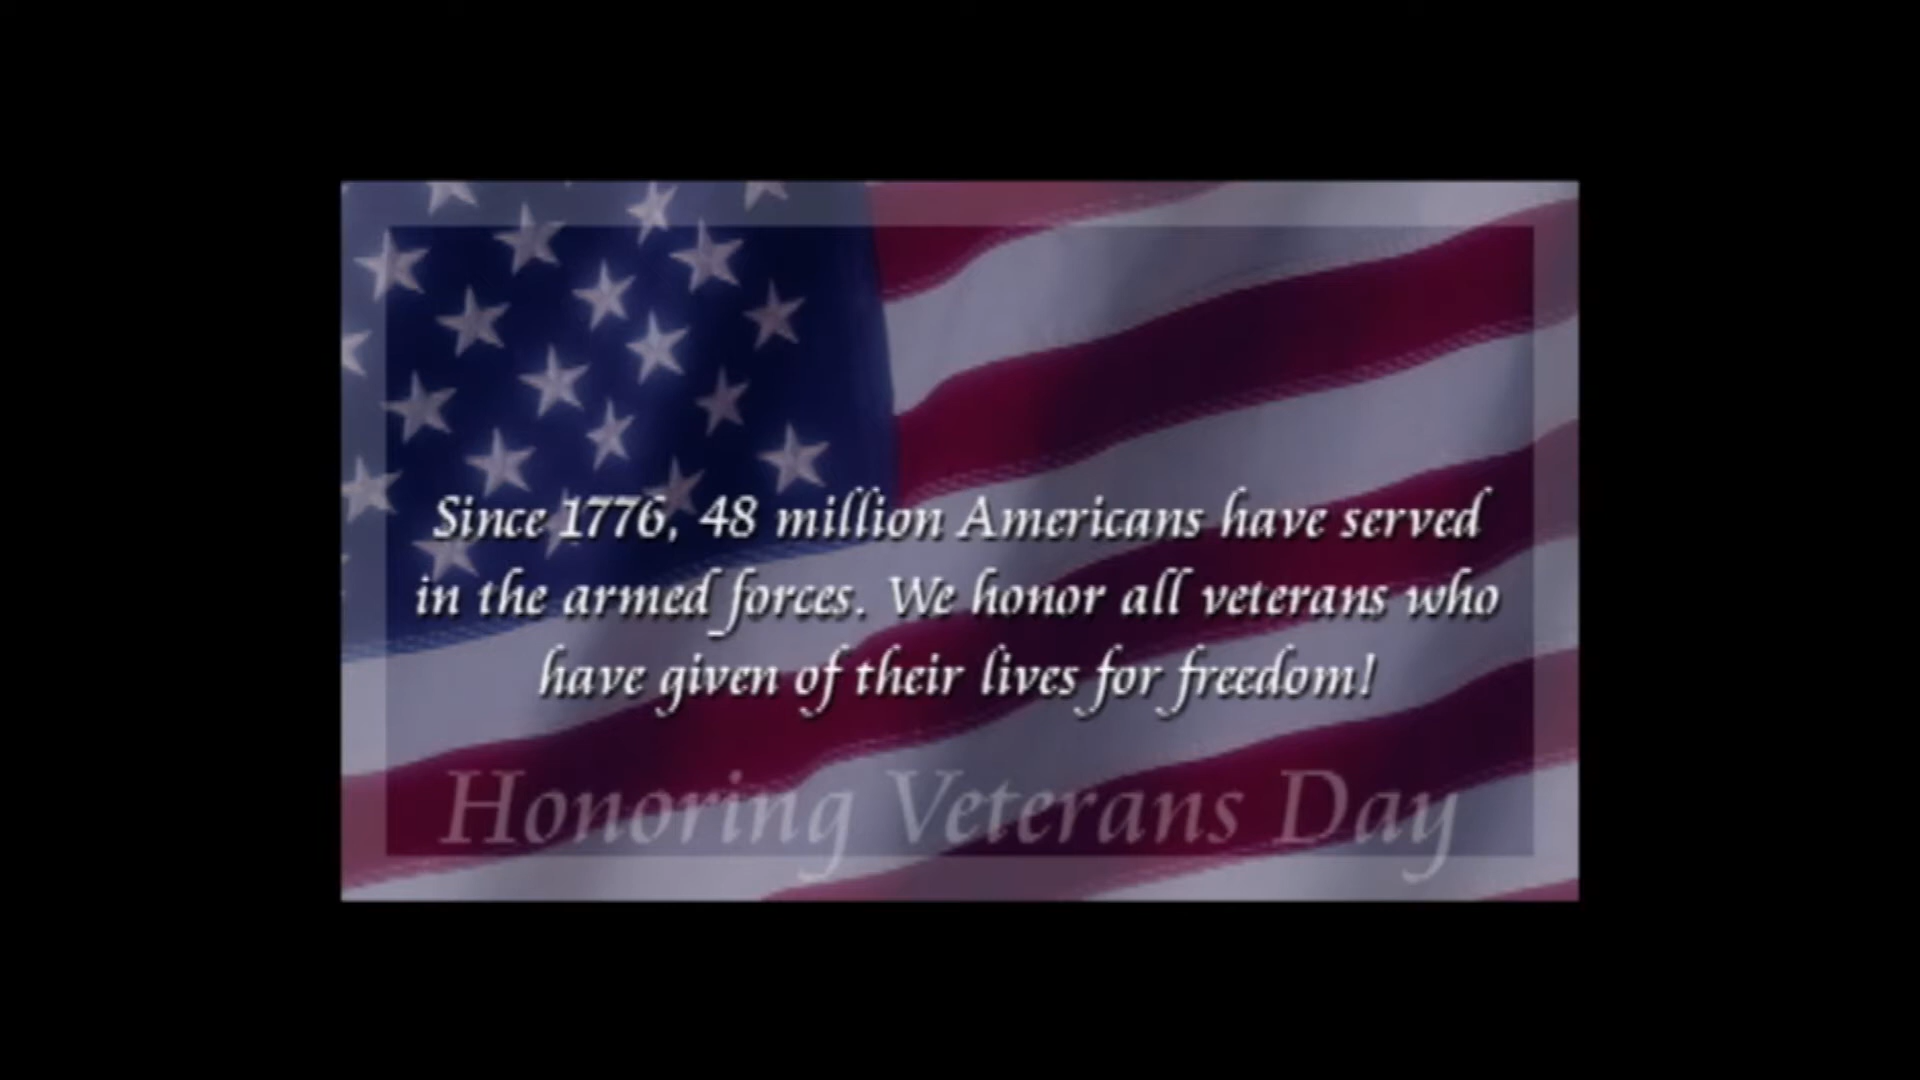 Since 1776, 48 million Americans have served
in the armed forces. We honor all veterans who
have given of their lives for freedom!
Honoring Veterans Day